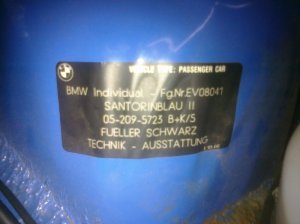 VEHICLE TYPE: PASSENGER CAR
BMW Individual - Fg.Nr.EV08041
SANTORINBLAU II
05-209-5723 B+K/S
FUELLER SCHWARZ
TECHNIK - AUSSTATTUNG